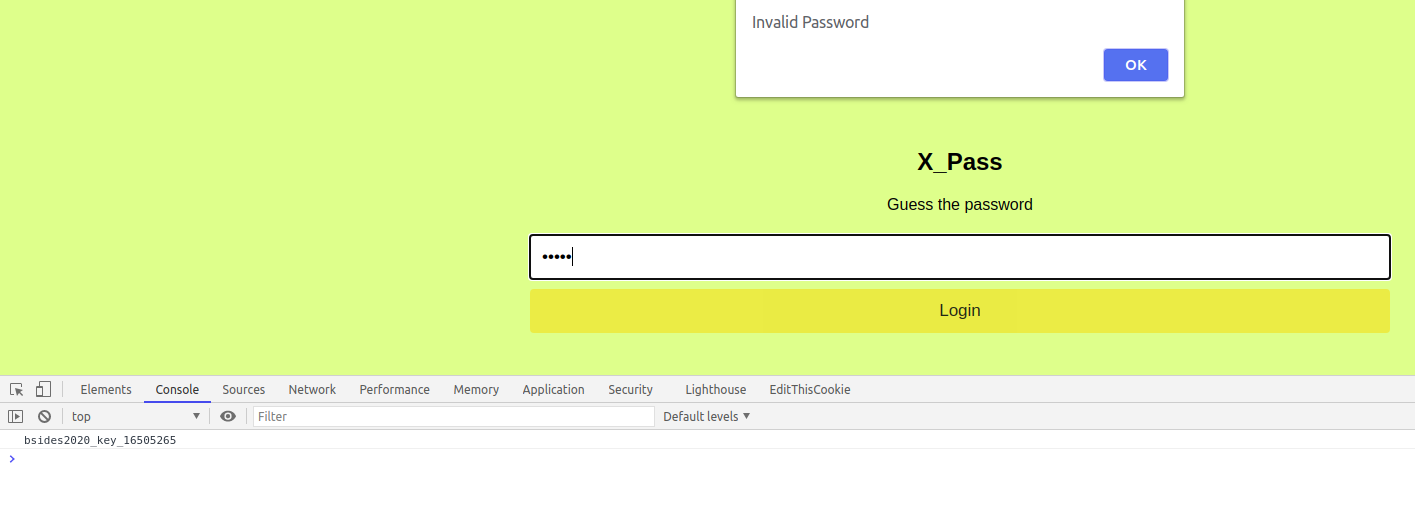 Invalid Password
OK
X_Pass
Guess the password
•••••
Login
Elements Console Sources Network Performance Memory Application Security Lighthouse EditThisCookie
top Filter Default levels
bsides2020_key_16505265